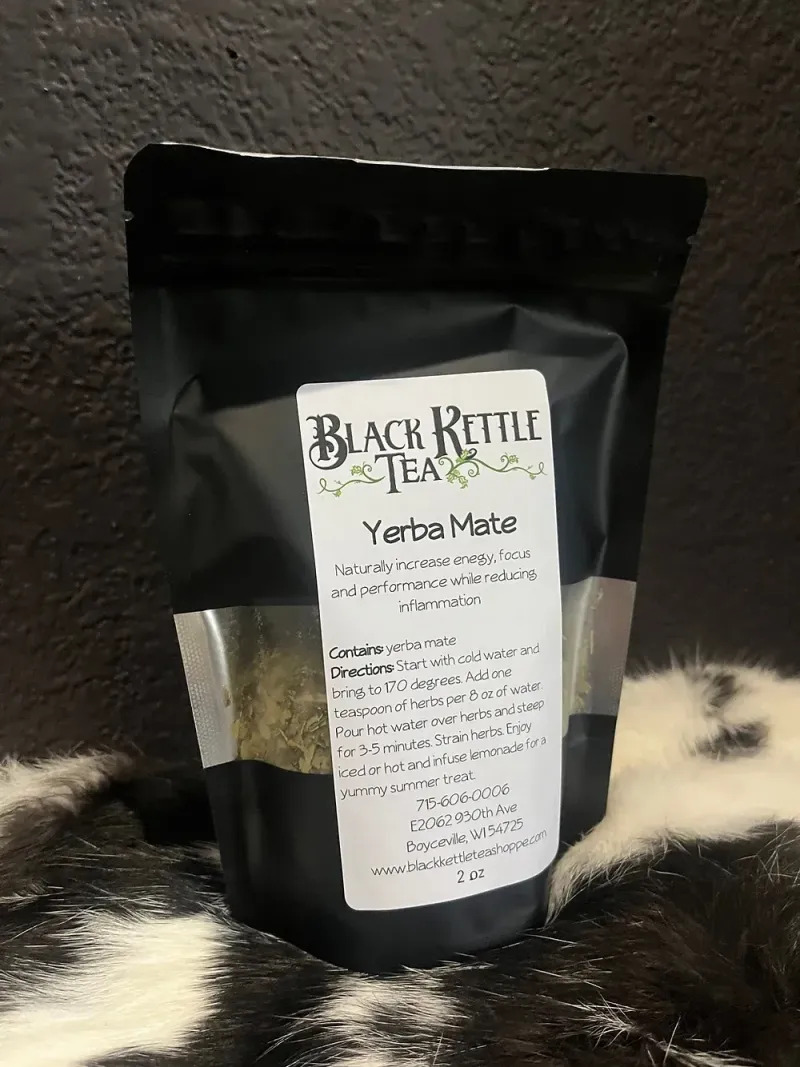 BLACK KETTLE
TEA
Yerba Mate
Naturally increase enegy, focus
and performance while reducing
inflammation
Contains: yerba mate
Directions: Start with cold water and
bring to 170 degrees. Add one
teaspoon of herbs per 8 oz of water.
Pour hot water over herbs and steep
for 3-5 minutes. Strain herbs. Enjoy
iced or hot and infuse lemonade for a
yummy summer treat.
715-606-0006
E2062 930th Ave
Boyceville, WI 54725
www.blackkettleteashoppe.com
2 oz